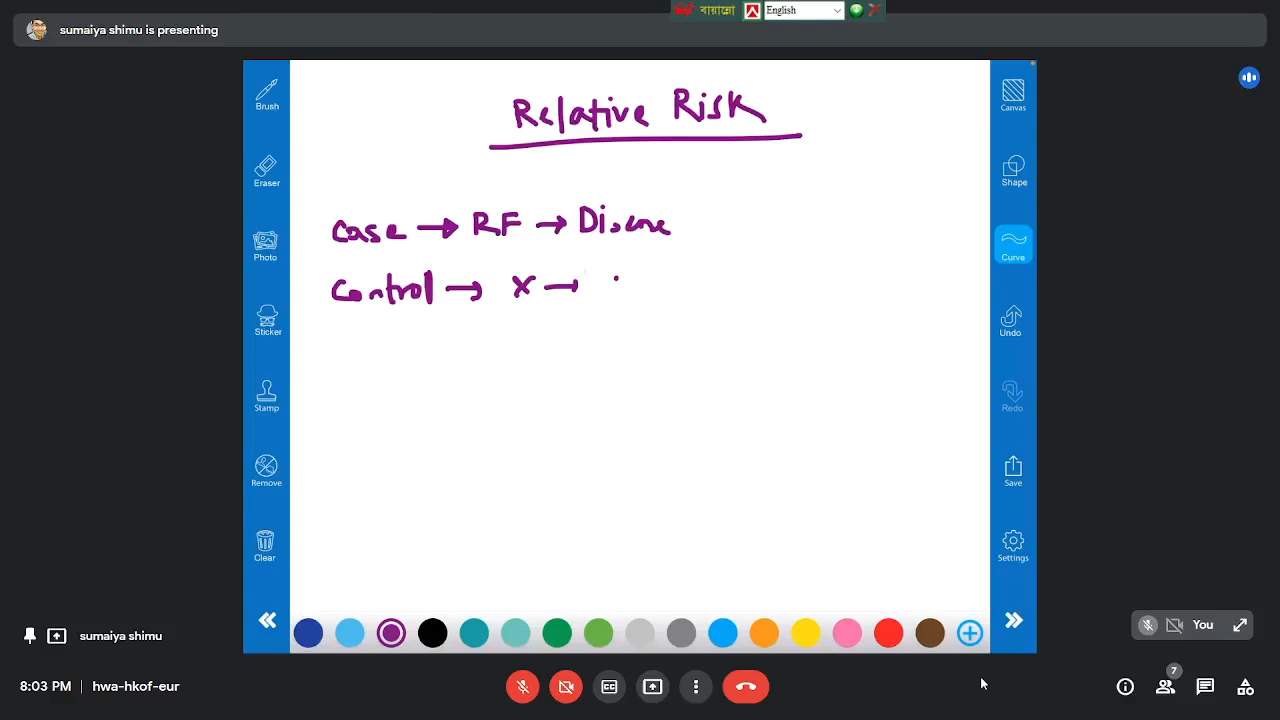 বায়ান্নো English
sumaiya shimu is presenting
Brush
Eraser
Photo
Sticker
Stamp
Remove
Clear
Relative Risk
Case → RF → Disease
Control → X →
Canvas
Shape
Curve
Undo
Redo
Save
Settings
sumaiya shimu
You
8:03 PM hwa-hkof-eur
7